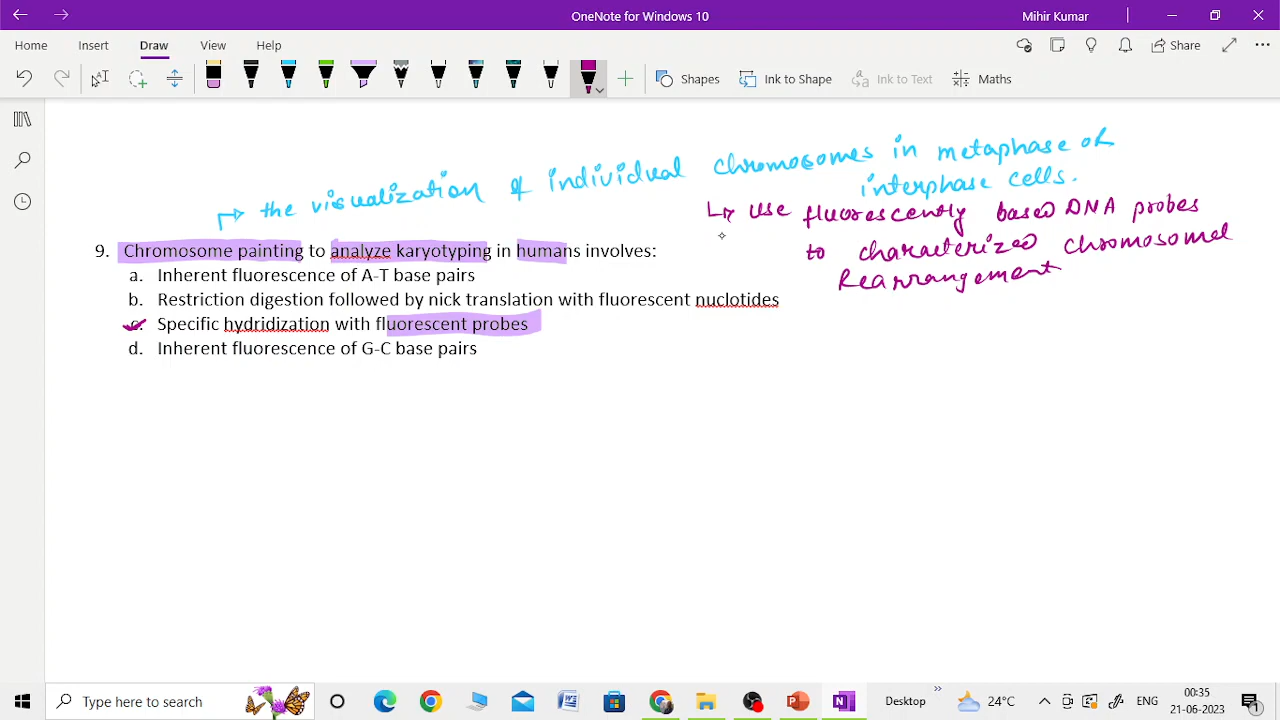 OneNote for Windows 10
Mihir Kumar
Home Insert Draw View Help
Share
Shapes Ink to Shape Ink to Text Maths
the visualization of individual chromosomes in metaphase or
interphase cells.
use fluorescently based DNA probes
to characterized chromosomal
Rearrangement
9. Chromosome painting to analyze karyotyping in humans involves:
a. Inherent fluorescence of A-T base pairs
b. Restriction digestion followed by nick translation with fluorescent nuclotides
c. Specific hydridization with fluorescent probes
d. Inherent fluorescence of G-C base pairs
Type here to search
Desktop
24°C
ENG
00:35
21-06-2023